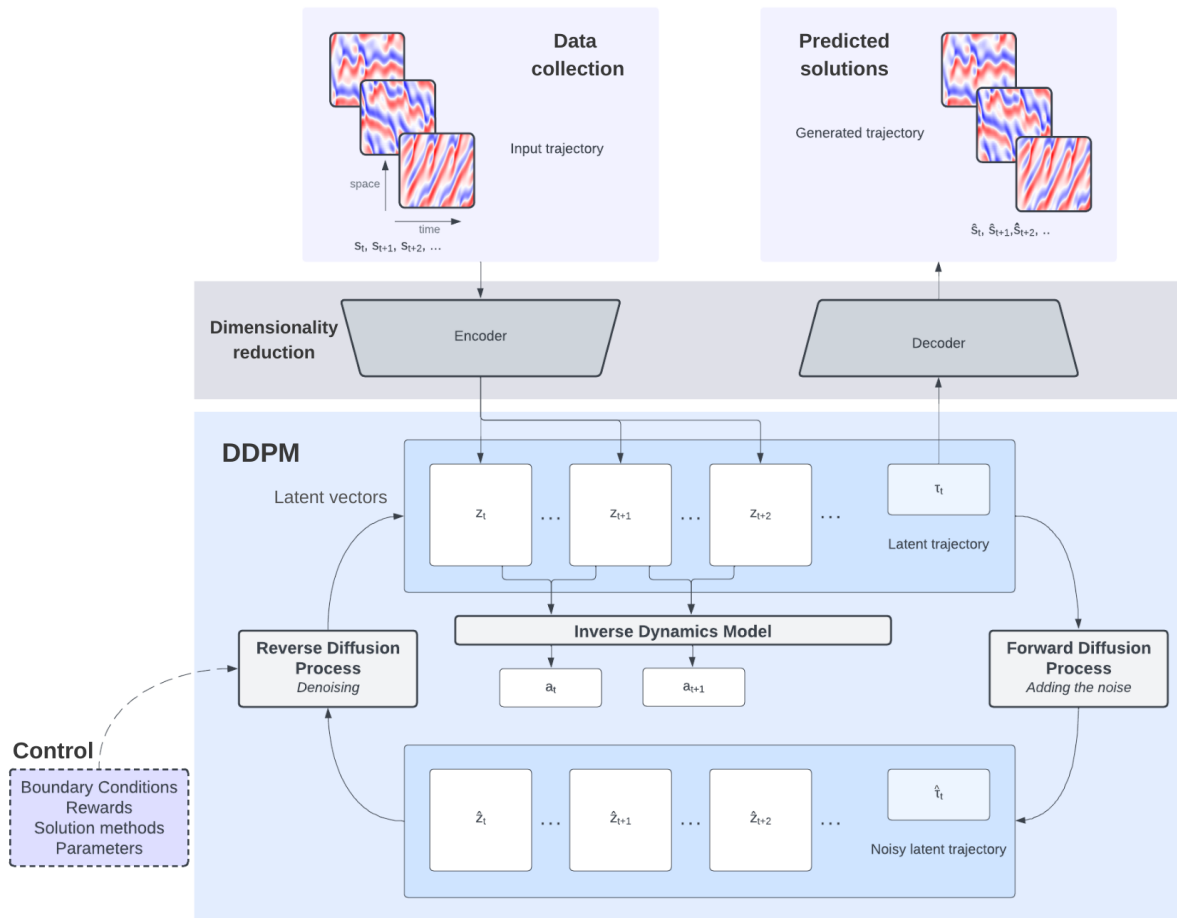 Data
collection
Input trajectory
space
time
sₜ, sₜ₊₁, sₜ₊₂, ...
Predicted
solutions
Generated trajectory
ŝₜ, ŝₜ₊₁,ŝₜ₊₂, ..
Dimensionality
reduction
Encoder
Decoder
DDPM
Latent vectors
zₜ
...
zₜ₊₁
...
zₜ₊₂
...
τₜ
Latent trajectory
Inverse Dynamics Model
aₜ
aₜ₊₁
Reverse Diffusion
Process
Denoising
Forward Diffusion
Process
Adding the noise
Control
Boundary Conditions
Rewards
Solution methods
Parameters
ẑₜ
...
ẑₜ₊₁
...
ẑₜ₊₂
...
τ̂ₜ
Noisy latent trajectory